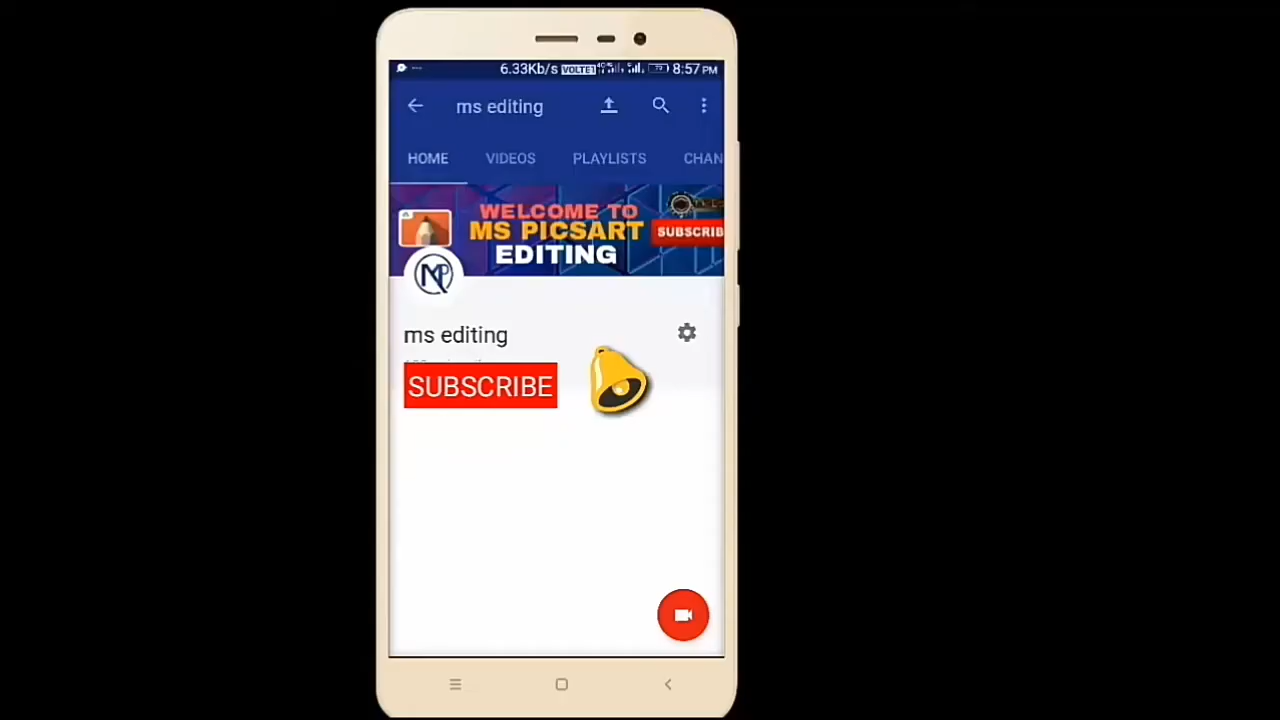 6.33Kb/s VOLTE1 8:57 PM
ms editing
HOME VIDEOS PLAYLISTS CHAN
WELCOME TO
MS PICSART
EDITING
SUBSCRIB
ms editing
SUBSCRIBE